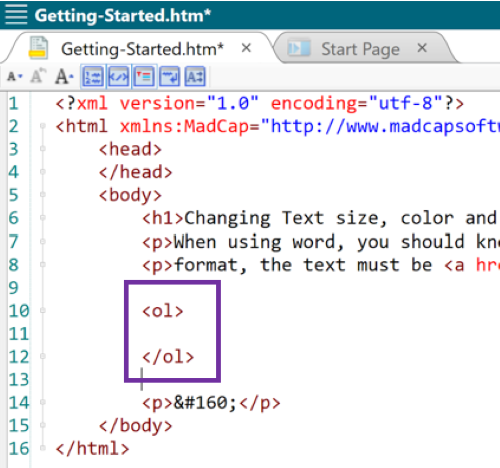 Getting-Started.htm*
Getting-Started.htm* × Start Page ×
1 <?xml version="1.0" encoding="utf-8"?>
2 <html xmlns:MadCap="http://www.madcapsoftw
3 <head>
4 </head>
5 <body>
6 <h1>Changing Text size, color and
7 <p>When using word, you should kno
8 <p>format, the text must be <a hre
9
10 <ol>
11
12 </ol>
13
14 <p>&#160;</p>
15 </body>
16 </html>